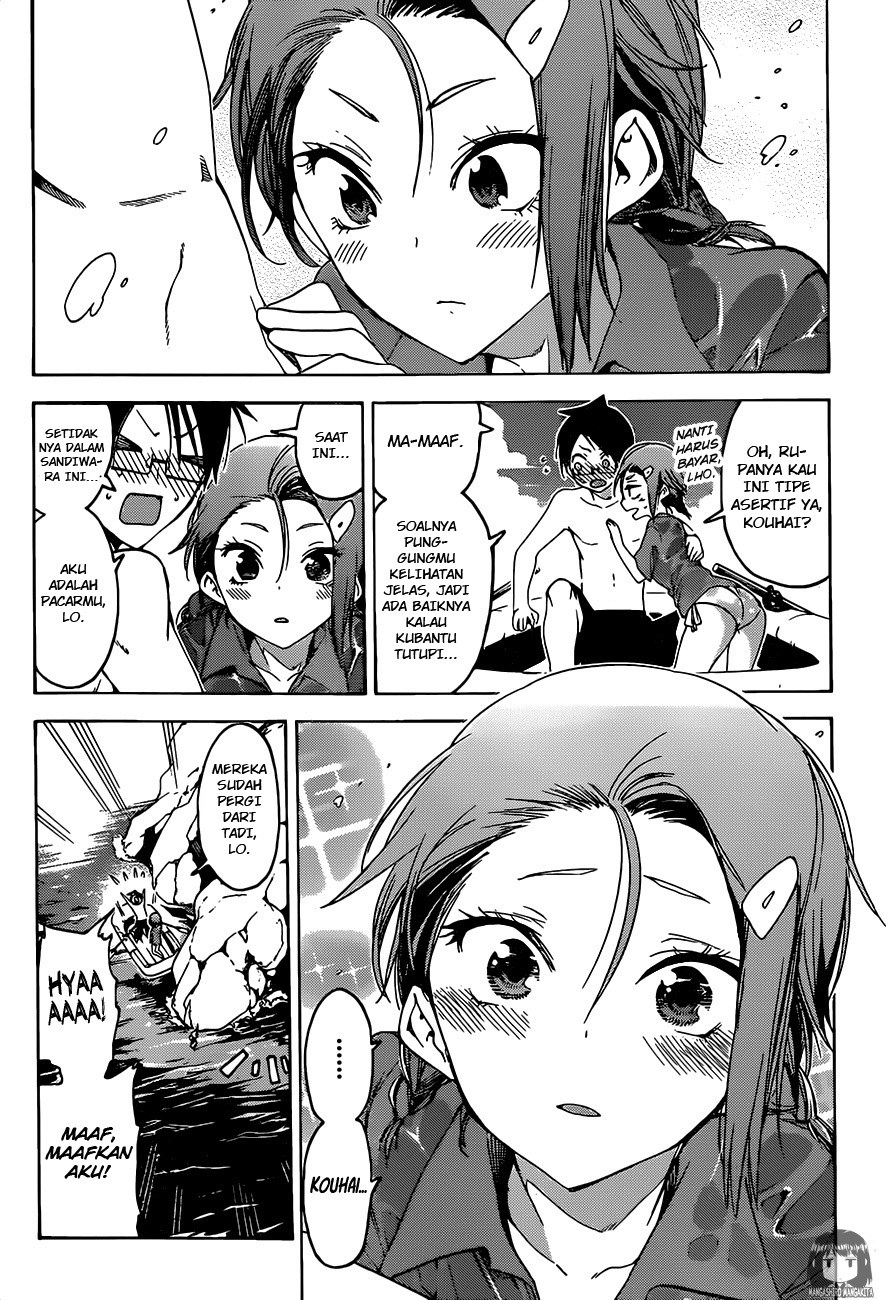 OH, RU-
PANYA KAU
INI TIPE
ASERTIF YA,
KOUHAI?
NANTI
HARUS
BAYAR,
LHO.
MA-MAAF.
SOALNYA
PUNG-
GUNGMU
KELIHATAN
JELAS, JADI
ADA BAIKNYA
KALAU
KUBANTU
TUTUPI...
SAAT
INI...
SETIDAK
NYA DALAM
SANDIWA-
RA INI...
AKU
ADALAH
PACARMU,
LO.
......
KOUHAI...
MEREKA
SUDAH
PERGI
DARI
TADI,
LO.
HYAA
AAAAA!
MAAF,
MAAFKAN
AKU!
MANGASHIRO MANGAKITA